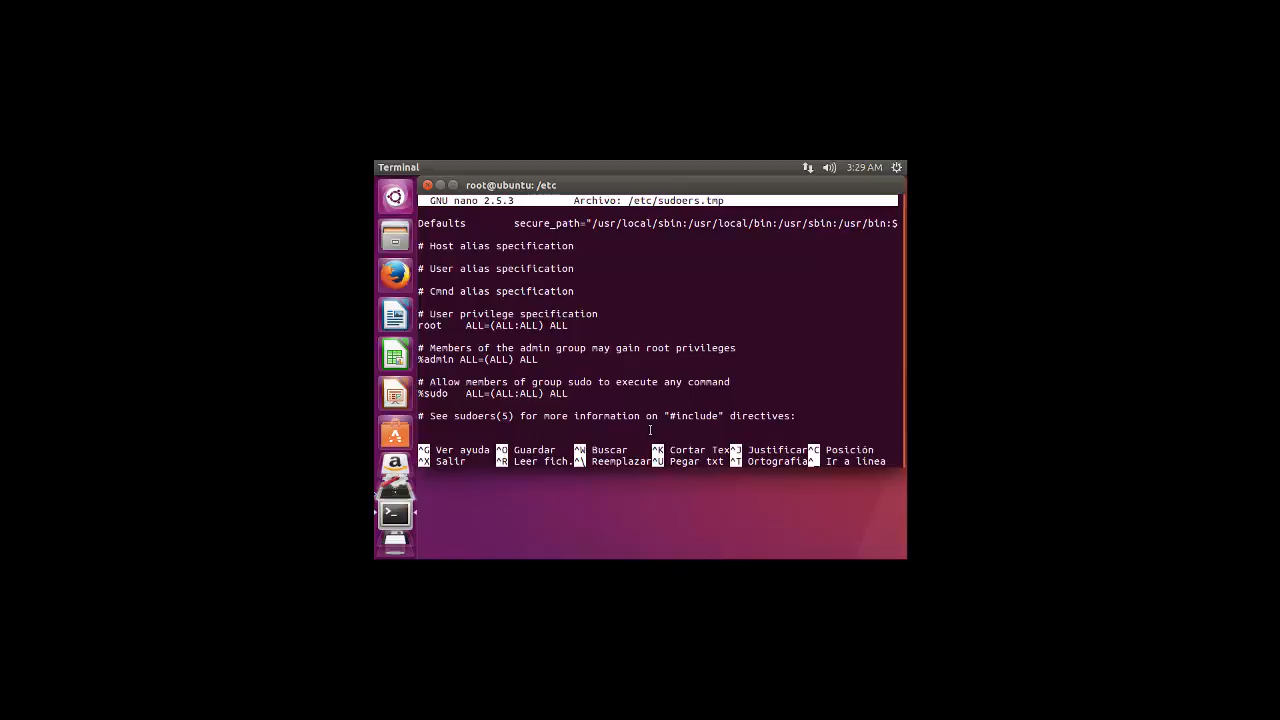 Terminal
3:29 AM
root@ubuntu: /etc
GNU nano 2.5.3 Archivo: /etc/sudoers.tmp
Defaults secure_path="/usr/local/sbin:/usr/local/bin:/usr/sbin:/usr/bin:$
# Host alias specification
# User alias specification
# Cmnd alias specification
# User privilege specification
root ALL=(ALL:ALL) ALL
# Members of the admin group may gain root privileges
%admin ALL=(ALL) ALL
# Allow members of group sudo to execute any command
%sudo ALL=(ALL:ALL) ALL
# See sudoers(5) for more information on "#include" directives:
^G Ver ayuda ^O Guardar ^W Buscar ^K Cortar Tex ^J Justificar ^C Posición
^X Salir ^R Leer fich. ^\ Reemplazar ^U Pegar txt ^T Ortografía ^_ Ir a línea